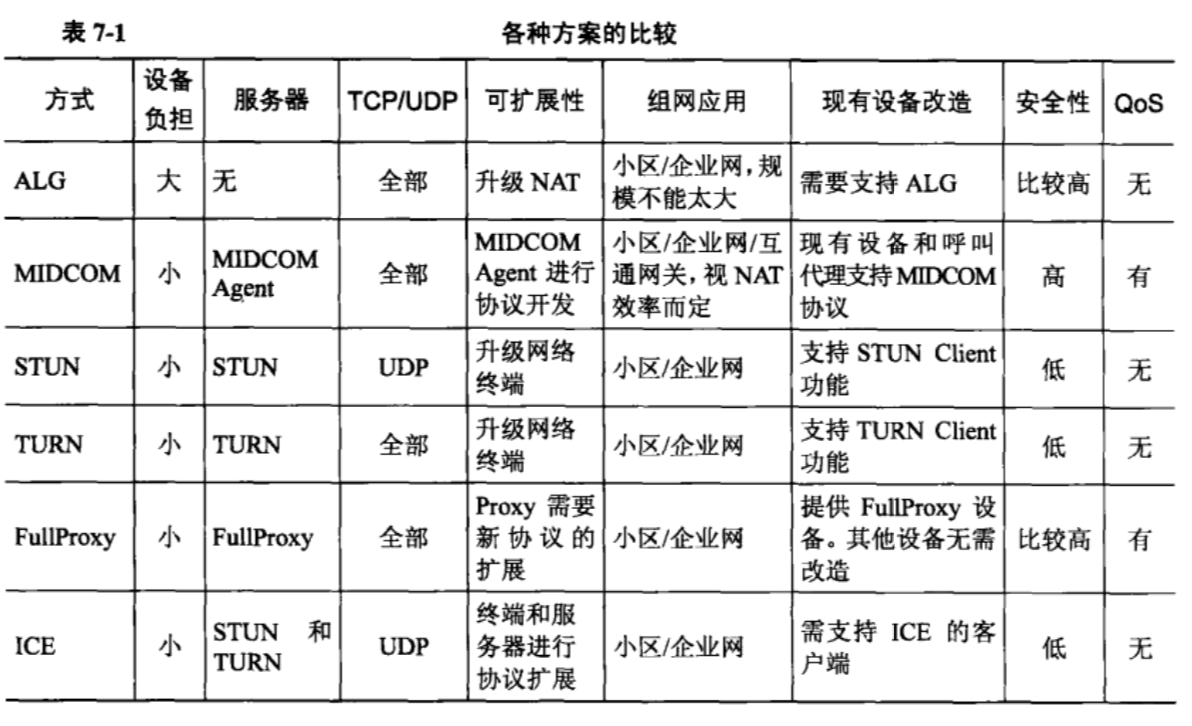 表 7-1 各种方案的比较
方式 设备负担 服务器 TCP/UDP 可扩展性 组网应用 现有设备改造 安全性 QoS
ALG 大 无 全部 升级 NAT 小区/企业网,规模不能太大 需要支持 ALG 比较高 无
MIDCOM 小 MIDCOM Agent 全部 MIDCOM Agent 进行协议开发 小区/企业网/互通网关,视 NAT 效率而定 现有设备和呼叫代理支持 MIDCOM 协议 高 有
STUN 小 STUN UDP 升级网络终端 小区/企业网 支持 STUN Client 功能 低 无
TURN 小 TURN 全部 升级网络终端 小区/企业网 支持 TURN Client 功能 低 无
FullProxy 小 FullProxy 全部 Proxy 需要新协议的扩展 小区/企业网 提供 FullProxy 设备。其他设备无需改造 比较高 有
ICE 小 STUN 和 TURN UDP 终端和服务器进行协议扩展 小区/企业网 需支持 ICE 的客户端 低 无